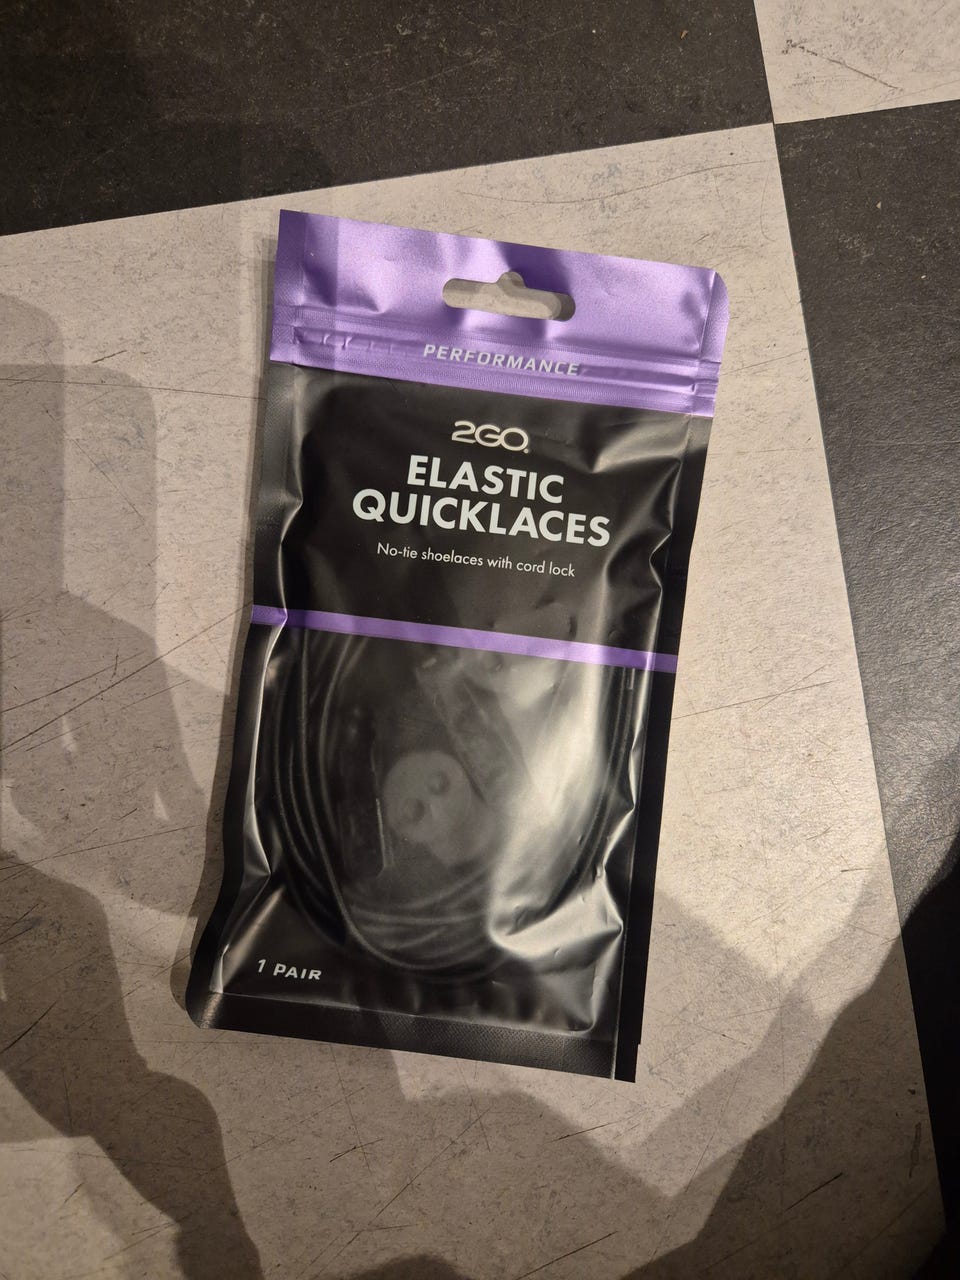 PERFORMANCE
2GO
ELASTIC
QUICKLACES
No-tie shoelaces with cord lock
1 PAIR